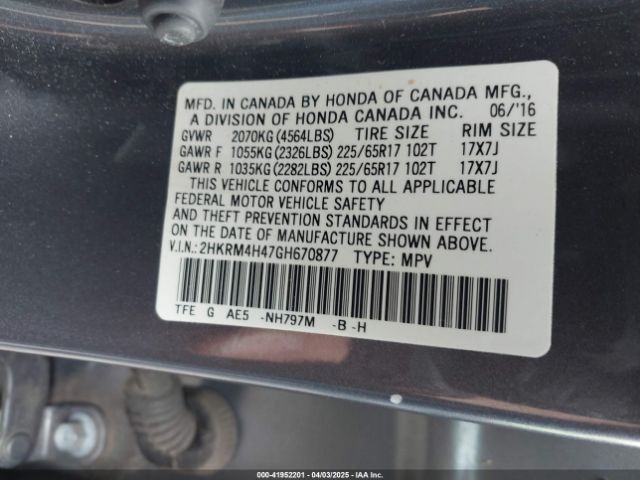 MFD. IN CANADA BY HONDA OF CANADA MFG.,
A DIVISION OF HONDA CANADA INC. 06/'16
GVWR 2070KG(4564LBS) TIRE SIZE RIM SIZE
GAWR F 1055KG(2326LBS) 225/65R17 102T 17X7J
GAWR R 1035KG(2282LBS) 225/65R17 102T 17X7J
THIS VEHICLE CONFORMS TO ALL APPLICABLE
FEDERAL MOTOR VEHICLE SAFETY
AND THEFT PREVENTION STANDARDS IN EFFECT
ON THE DATE OF MANUFACTURE SHOWN ABOVE.
V.I.N.: 2HKRM4H47GH670877 TYPE: MPV
TFE G AE5 -NH797M -B -H
000-41952201 - 04/03/2025 - IAAI Inc.